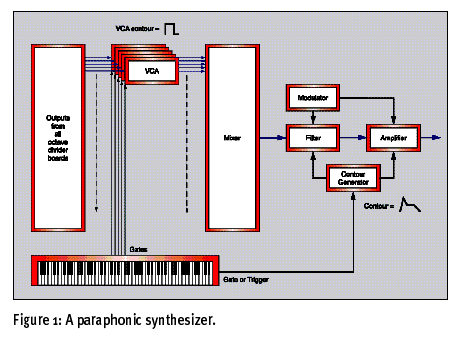 VCA contour =
VCA
Outputs
from
all
octave
divider
boards
Mixer
Modulator
Filter
Amplifier
Contour
Generator
Contour =
Gates
Gate or Trigger
Figure 1: A paraphonic synthesizer.